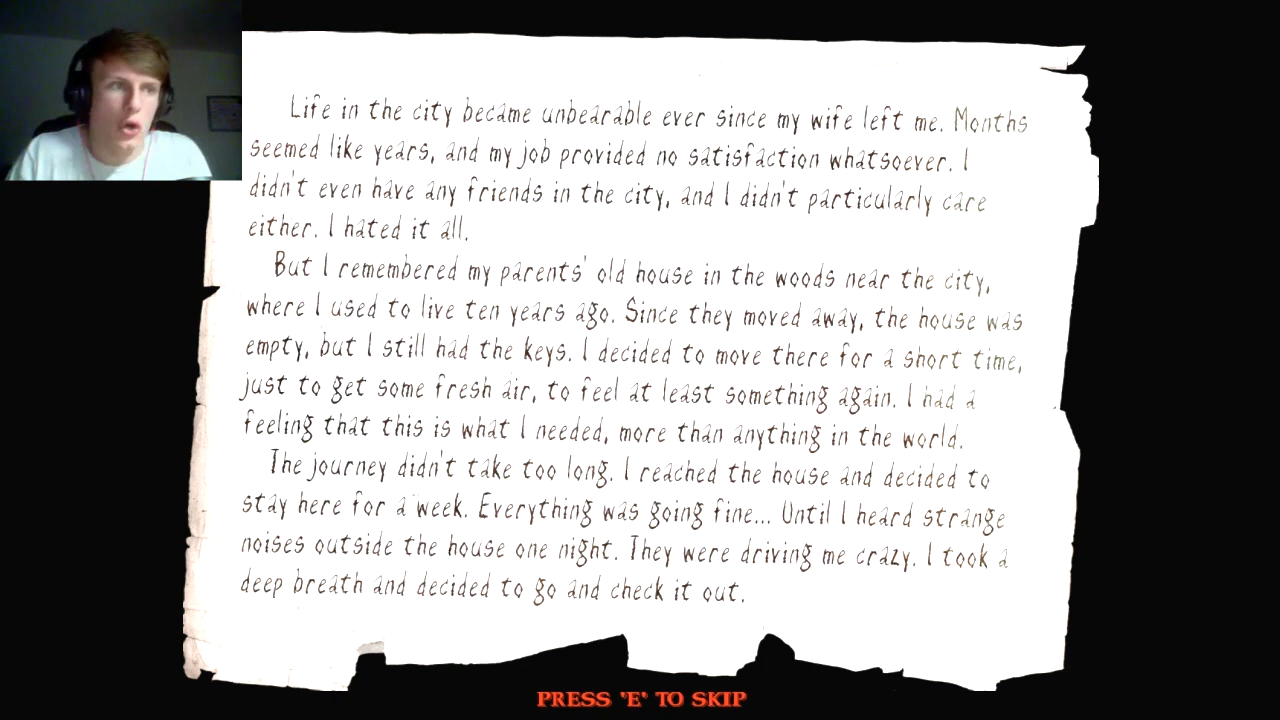 Life in the city became unbearable ever since my wife left me. Months
seemed like years, and my job provided no satisfaction whatsoever. I
didn't even have any friends in the city, and I didn't particularly care
either. I hated it all.
But I remembered my parents' old house in the woods near the city,
where I used to live ten years ago. Since they moved away, the house was
empty, but I still had the keys. I decided to move there for a short time,
just to get some fresh air, to feel at least something again. I had a
feeling that this is what I needed, more than anything in the world.
The journey didn't take too long. I reached the house and decided to
stay here for a week. Everything was going fine... Until I heard strange
noises outside the house one night. They were driving me crazy. I took a
deep breath and decided to go and check it out.
PRESS 'E' TO SKIP